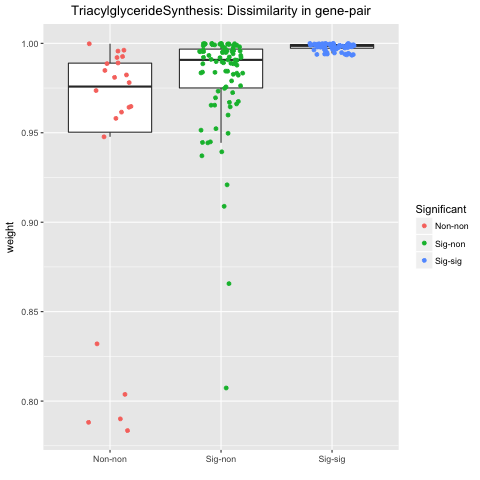 TriacylglycerideSynthesis: Dissimilarity in gene-pair
1.00
0.95
0.90
0.85
0.80
weight
Non-non
Sig-non
Sig-sig
Significant
Non-non
Sig-non
Sig-sig